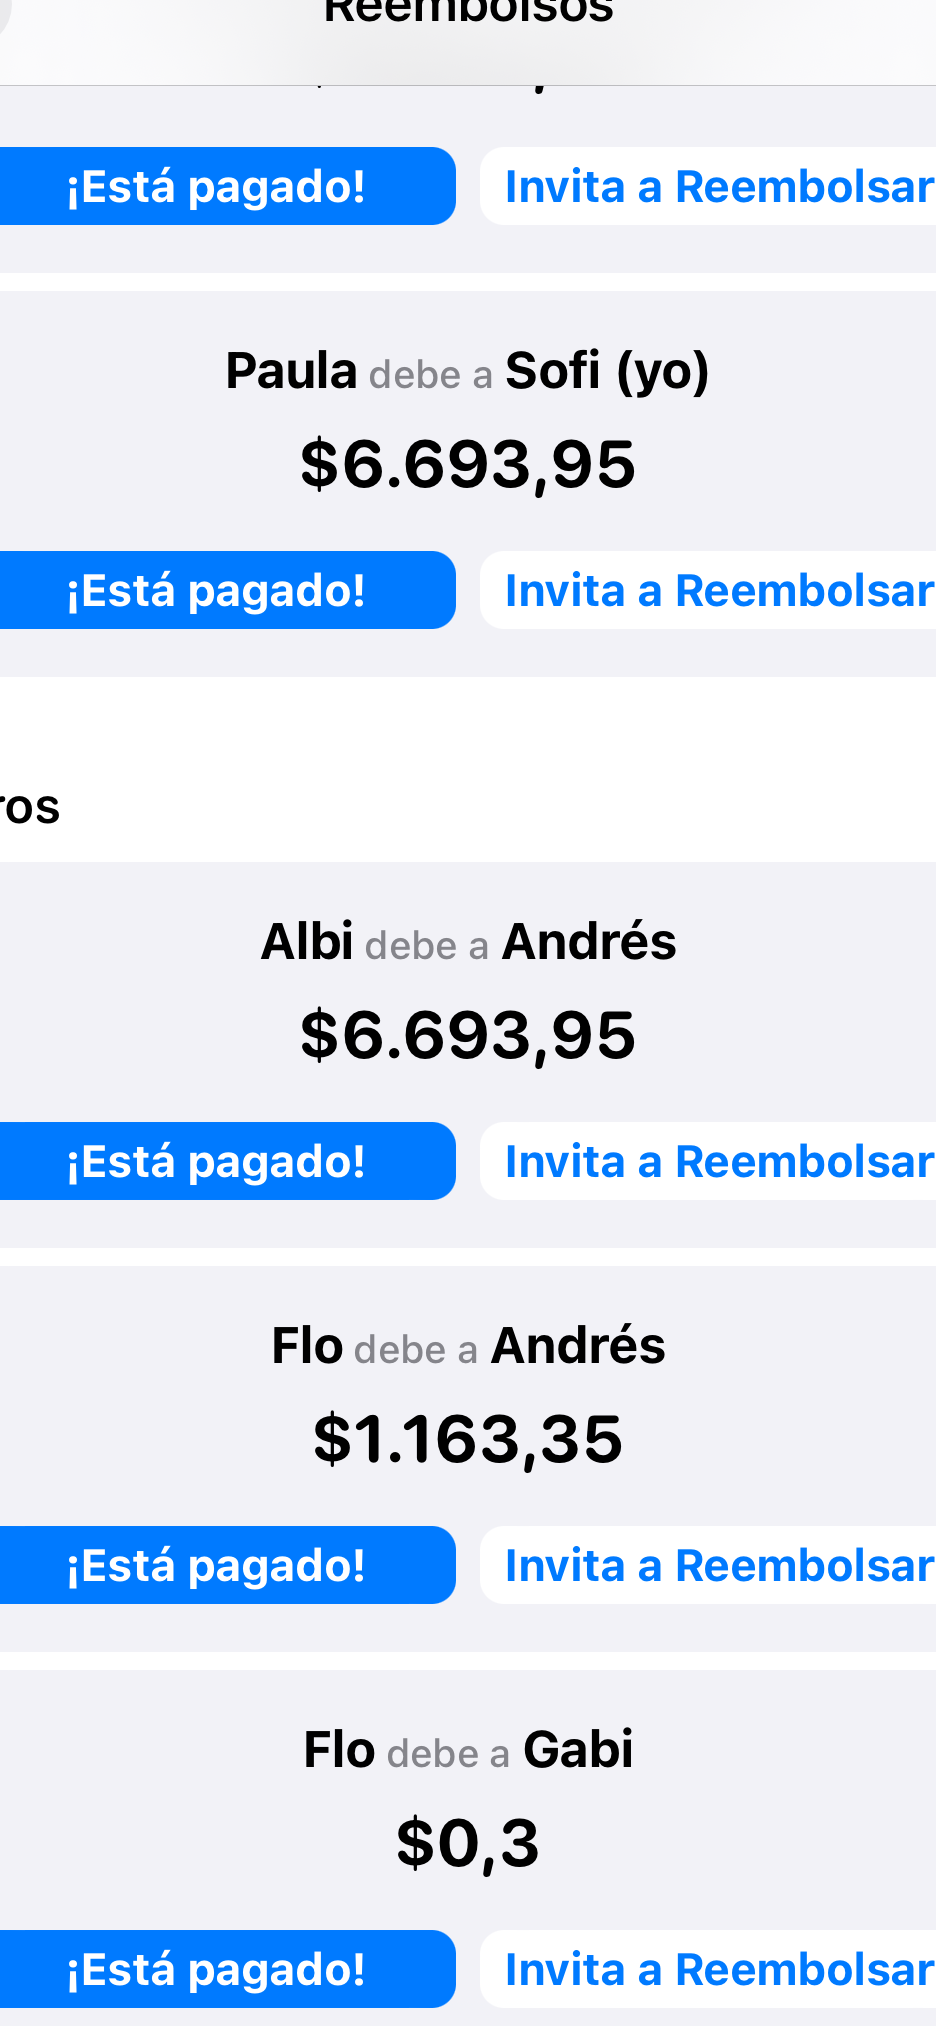 Reembolsos
¡Está pagado! Invita a Reembolsar
Paula debe a Sofi (yo)
$6.693,95
¡Está pagado! Invita a Reembolsar
ros
Albi debe a Andrés
$6.693,95
¡Está pagado! Invita a Reembolsar
Flo debe a Andrés
$1.163,35
¡Está pagado! Invita a Reembolsar
Flo debe a Gabi
$0,3
¡Está pagado! Invita a Reembolsar